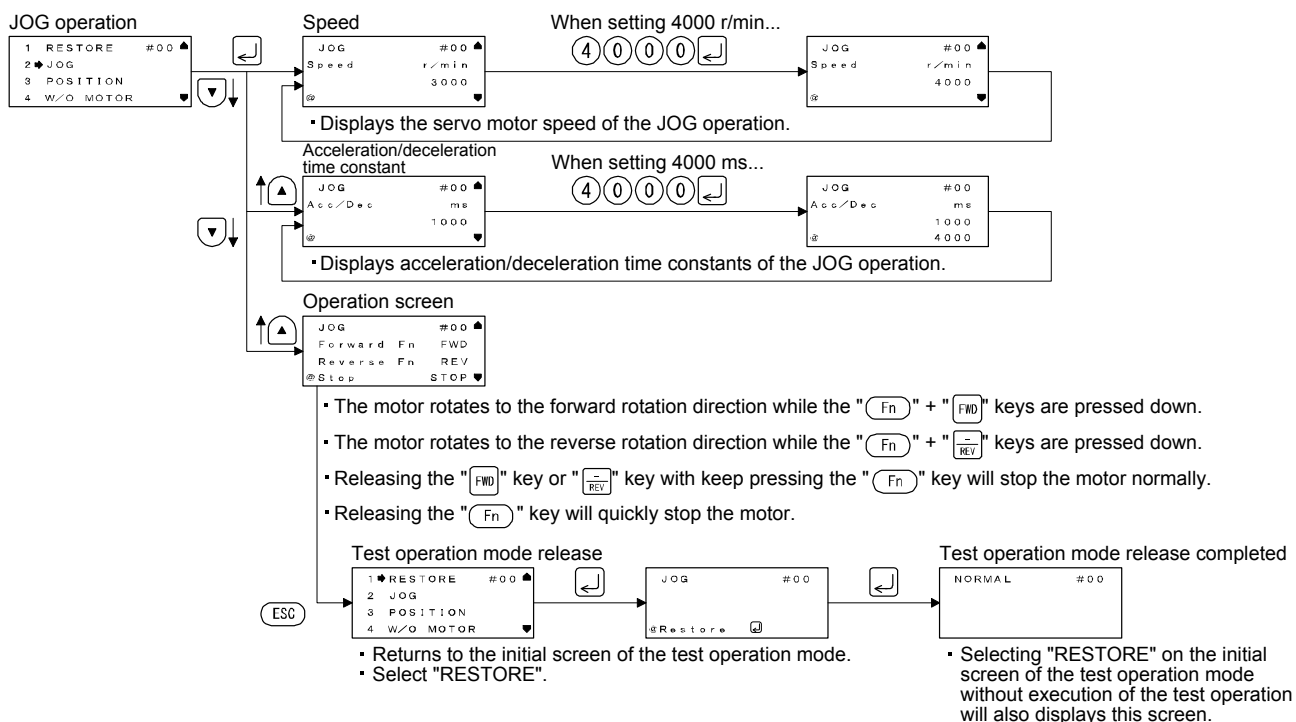 JOG operation
1 RESTORE #00
2 JOG
3 POSITION
4 W/O MOTOR
Speed
JOG #00
Speed r/min
3000
@
When setting 4000 r/min...
4 0 0 0
JOG #00
Speed r/min
4000
@
▪ Displays the servo motor speed of the JOG operation.
Acceleration/deceleration
time constant
JOG #00
Acc/Dec ms
1000
@
When setting 4000 ms...
4 0 0 0
JOG #00
Acc/Dec ms
1000
@ 4000
▪ Displays acceleration/deceleration time constants of the JOG operation.
Operation screen
JOG #00
Forward Fn FWD
Reverse Fn REV
@Stop STOP
▪ The motor rotates to the forward rotation direction while the " Fn " + " FWD " keys are pressed down.
▪ The motor rotates to the reverse rotation direction while the " Fn " + " - REV " keys are pressed down.
▪ Releasing the " FWD " key or " - REV " key with keep pressing the " Fn " key will stop the motor normally.
▪ Releasing the " Fn " key will quickly stop the motor.
ESC
Test operation mode release
1 RESTORE #00
2 JOG
3 POSITION
4 W/O MOTOR
JOG #00
@Restore
Test operation mode release completed
NORMAL #00
▪ Returns to the initial screen of the test operation mode.
▪ Select "RESTORE".
▪ Selecting "RESTORE" on the initial
screen of the test operation mode
without execution of the test operation
will also displays this screen.